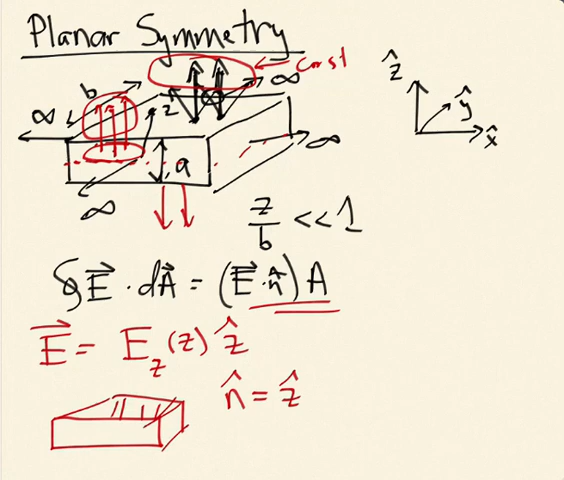 Planar Symmetry
const
∞
b
ẑ
∞
z
ŷ
x̂
∞
a
∞
z/b << 1
∮E⃗ · dA⃗ = (E⃗ · n̂) A
E⃗ = E_z(z) ẑ
n̂ = ẑ